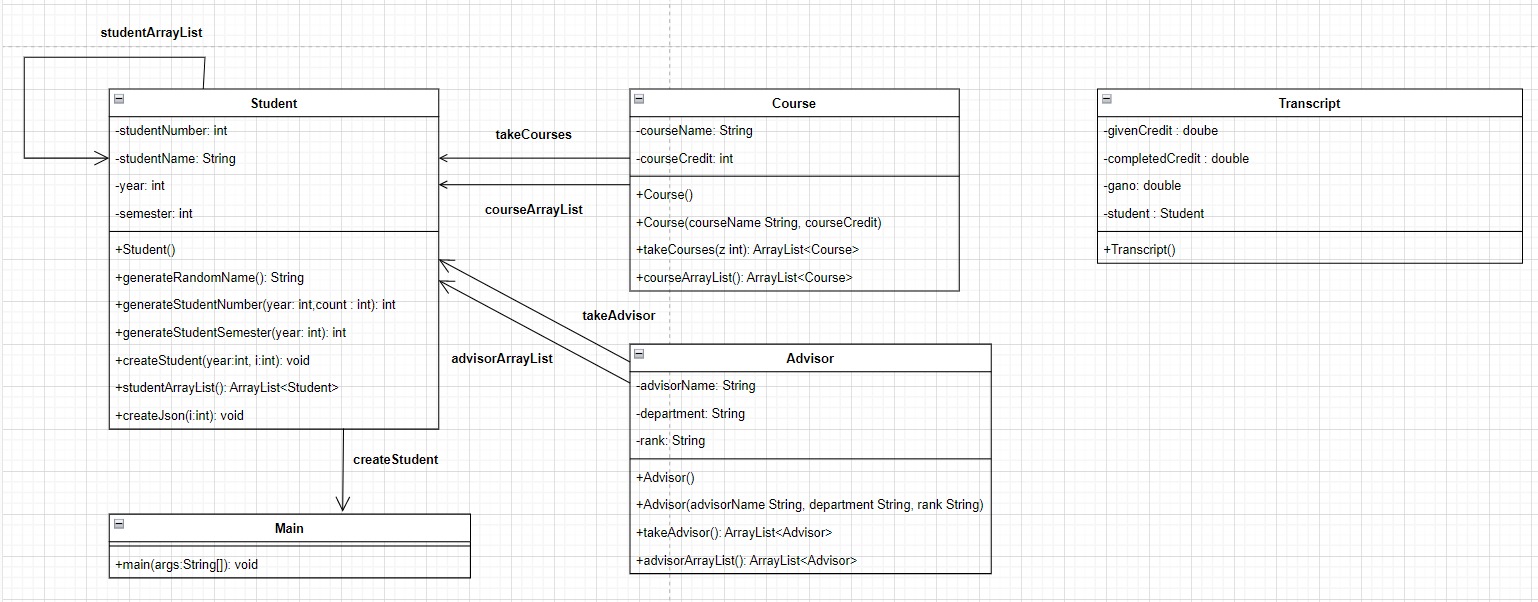 studentArrayList
Student
-studentNumber: int
-studentName: String
-year: int
-semester: int
+Student()
+generateRandomName(): String
+generateStudentNumber(year: int,count : int): int
+generateStudentSemester(year: int): int
+createStudent(year:int, i:int): void
+studentArrayList(): ArrayList<Student>
+createJson(i:int): void
takeCourses
courseArrayList
Course
-courseName: String
-courseCredit: int
+Course()
+Course(courseName String, courseCredit)
+takeCourses(z int): ArrayList<Course>
+courseArrayList(): ArrayList<Course>
Transcript
-givenCredit : doube
-completedCredit : double
-gano: double
-student : Student
+Transcript()
takeAdvisor
advisorArrayList
Advisor
-advisorName: String
-department: String
-rank: String
+Advisor()
+Advisor(advisorName String, department String, rank String)
+takeAdvisor(): ArrayList<Advisor>
+advisorArrayList(): ArrayList<Advisor>
createStudent
Main
+main(args:String[]): void